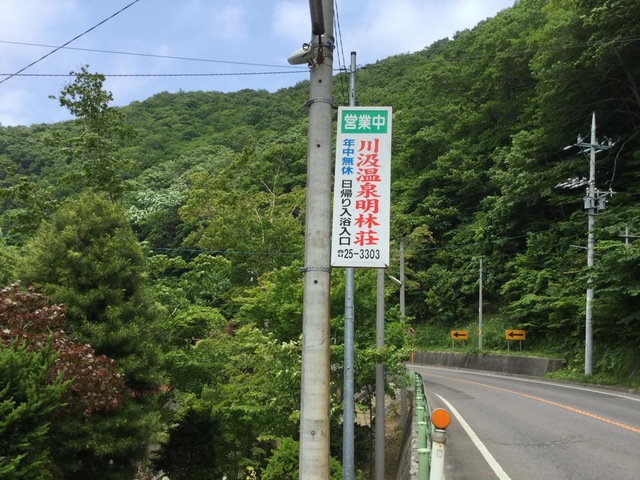 営業中
川汲温泉明林荘
年中無休
日帰り入浴入口
☎25-3303